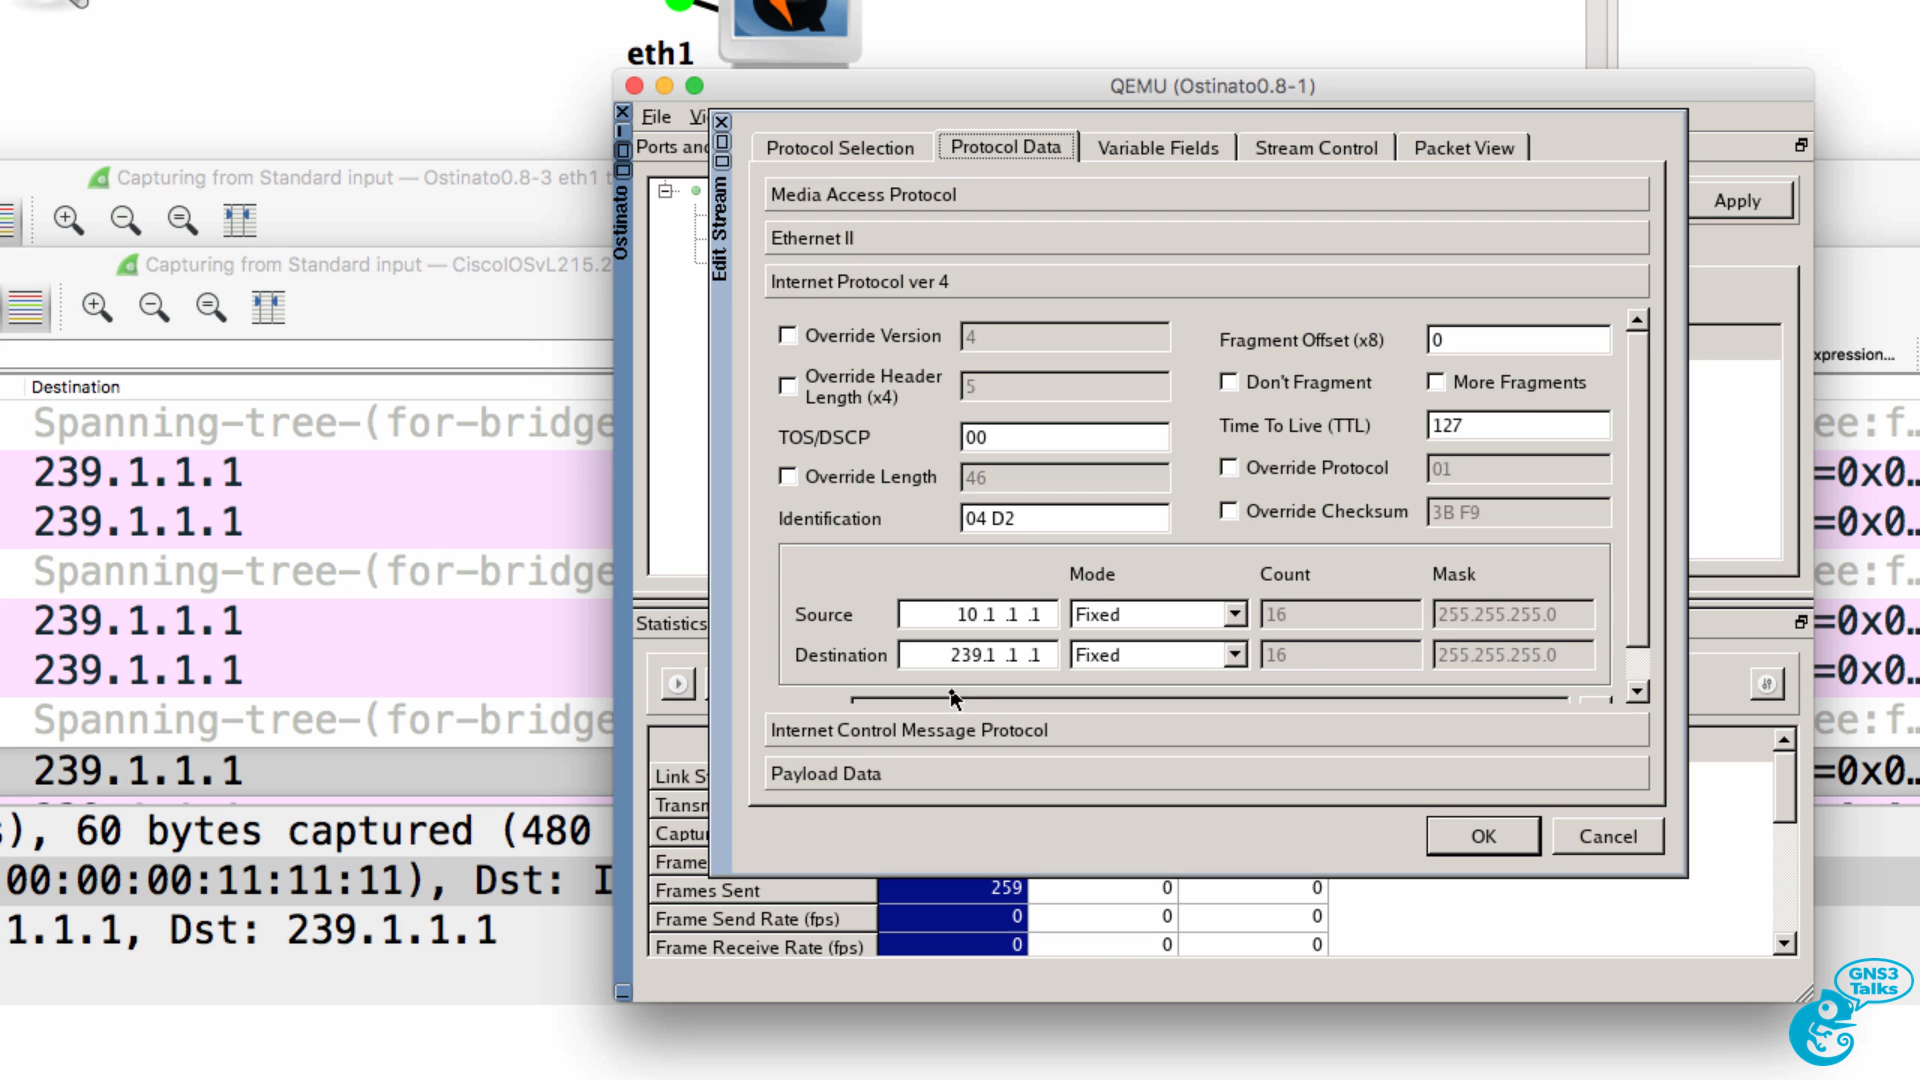 eth1
QEMU (Ostinato0.8-1)
File
Ports and
Ostinato
Edit Stream
Protocol Selection
Protocol Data
Variable Fields
Stream Control
Packet View
Media Access Protocol
Ethernet II
Internet Protocol ver 4
Apply
Override Version
4
Override Header
Length (x4)
5
TOS/DSCP
00
Override Length
46
Identification
04 D2
Fragment Offset (x8)
0
Don't Fragment
More Fragments
Time To Live (TTL)
127
Override Protocol
01
Override Checksum
3B F9
Mode
Count
Mask
Source
10 .1 .1 .1
Fixed
16
255.255.255.0
Destination
239.1 .1 .1
Fixed
16
255.255.255.0
Internet Control Message Protocol
Payload Data
OK
Cancel
Statistics
Link S
Transm
Captu
Frame
Frames Sent
259
0
0
Frame Send Rate (fps)
0
0
0
Frame Receive Rate (fps)
0
0
0
Capturing from Standard input — Ostinato0.8-3 eth1 t
Capturing from Standard input — CiscoIOSvL215.2
Destination
xpression...
Spanning-tree-(for-bridge
ee:f…
239.1.1.1
=0x0…
239.1.1.1
=0x0…
Spanning-tree-(for-bridge
ee:f…
239.1.1.1
=0x0…
239.1.1.1
=0x0…
Spanning-tree-(for-bridge
ee:f…
239.1.1.1
=0x0…
), 60 bytes captured (480
00:00:00:11:11:11), Dst: I
1.1.1, Dst: 239.1.1.1
GNS3
Talks